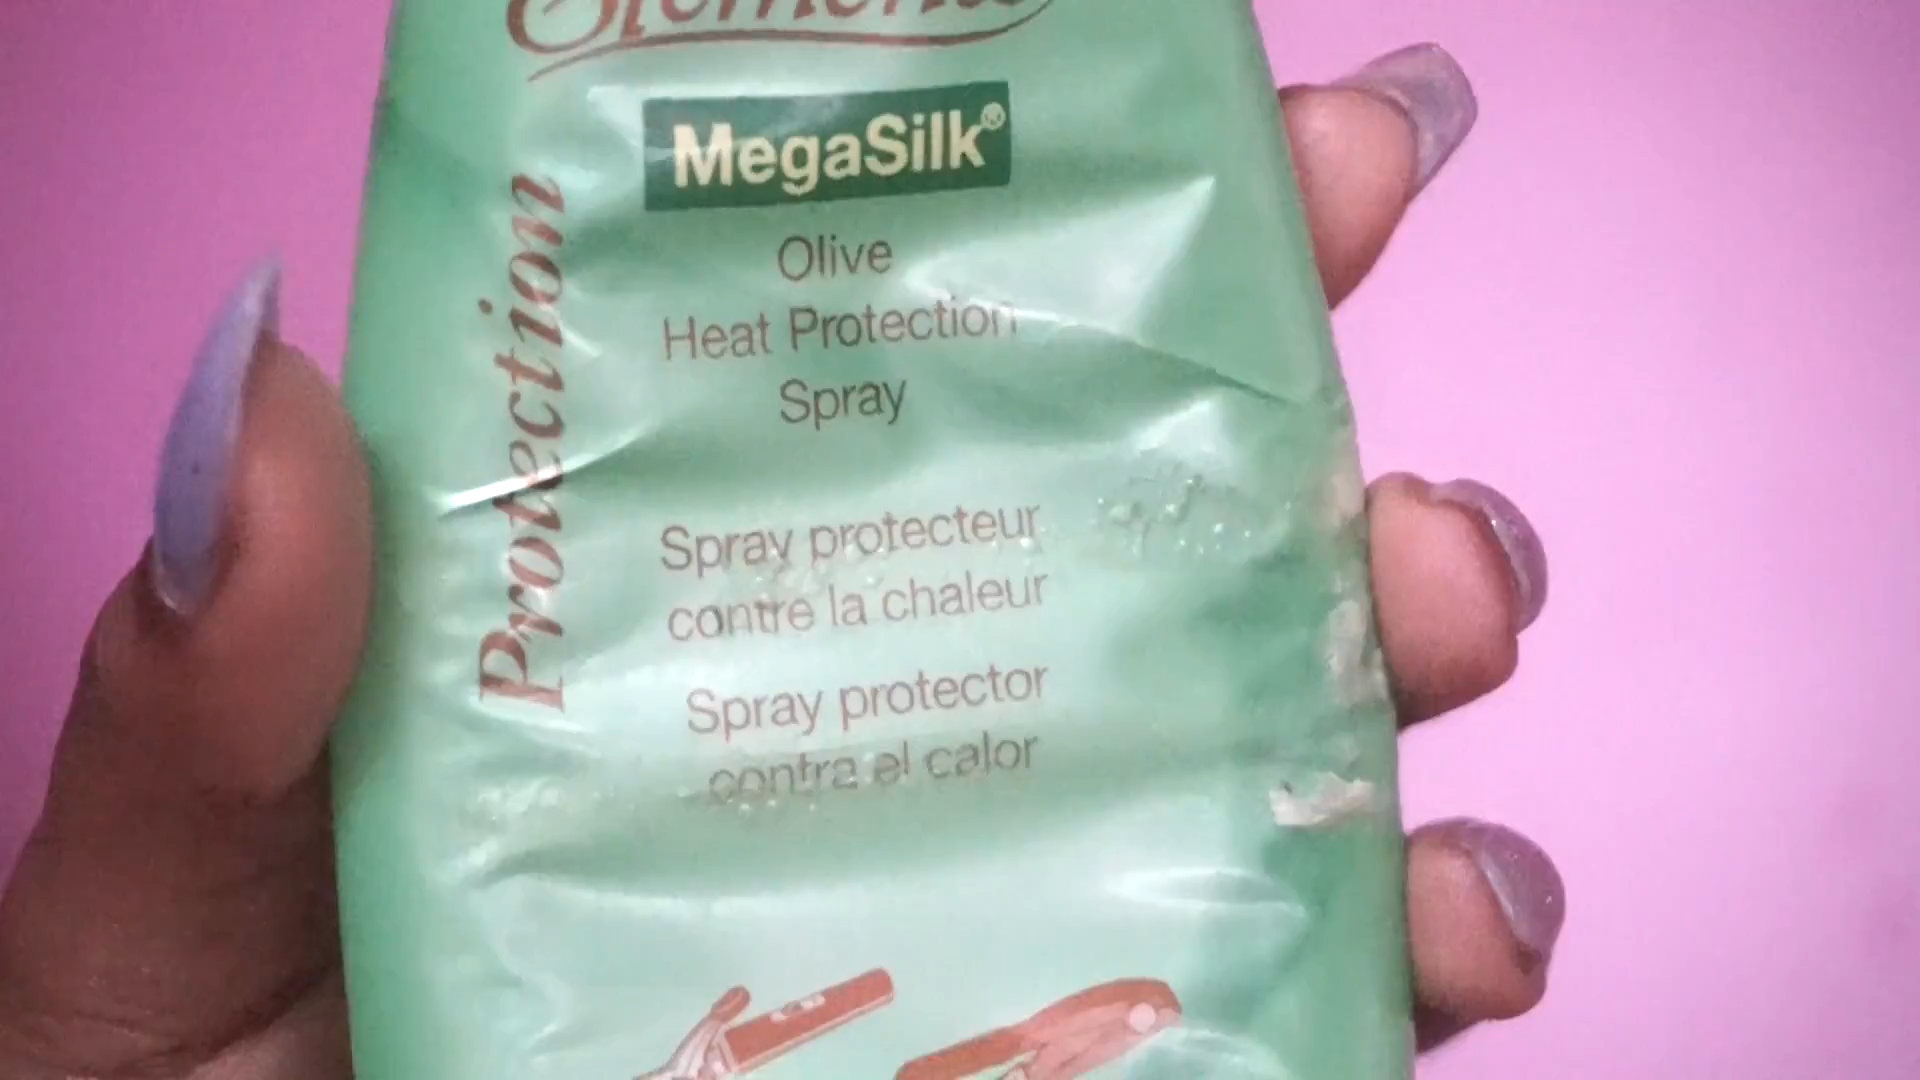 MegaSilk®
Olive
Heat Protection
Spray
Protection
Spray protecteur
contre la chaleur
Spray protector
contra el calor